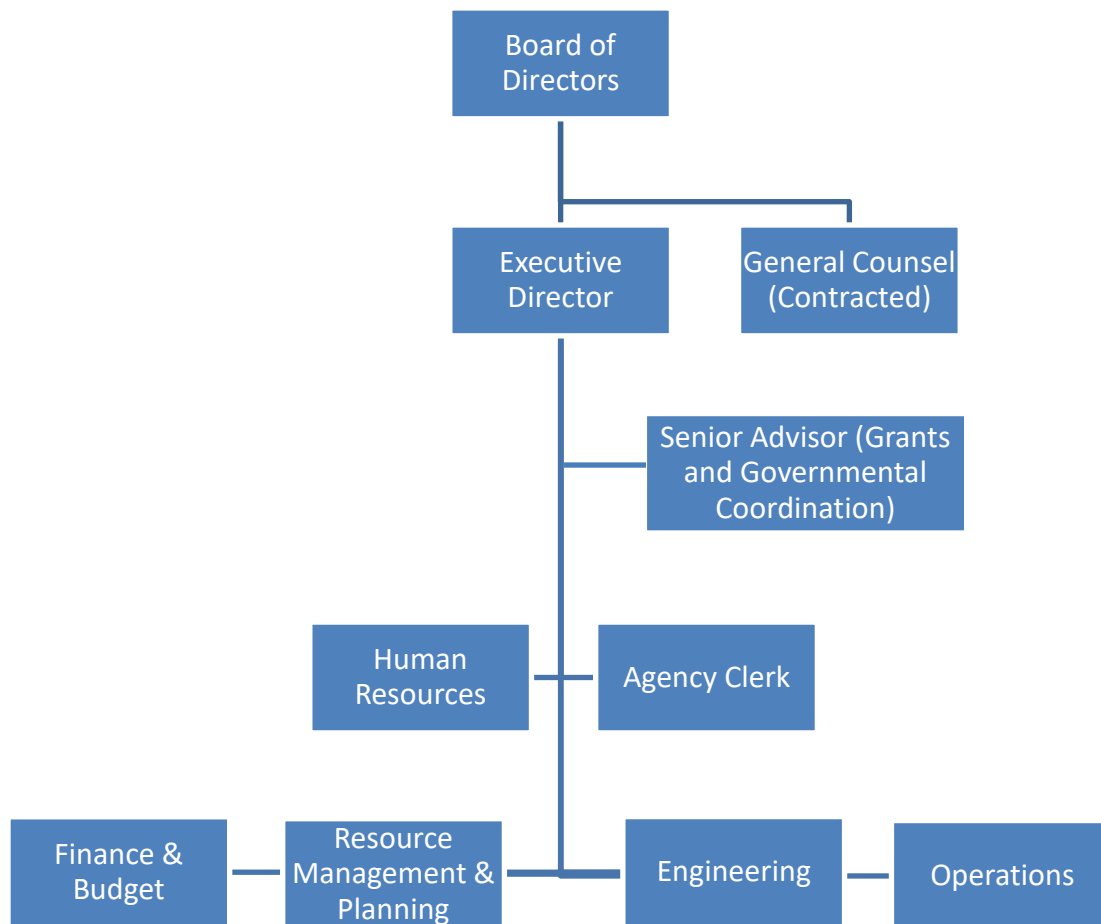 Board of
Directors
Executive
Director
General Counsel
(Contracted)
Senior Advisor (Grants
and Governmental
Coordination)
Human
Resources
Agency Clerk
Finance &
Budget
Resource
Management &
Planning
Engineering
Operations